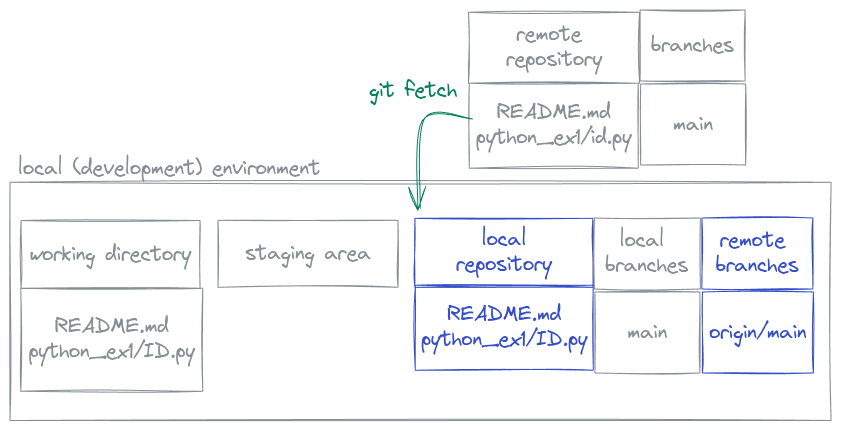 remote
repository
branches
git fetch
README.md
python_ex1/id.py
main
local (development) environment
working directory
staging area
local
repository
local
branches
remote
branches
README.md
python_ex1/ID.py
README.md
python_ex1/ID.py
main
origin/main